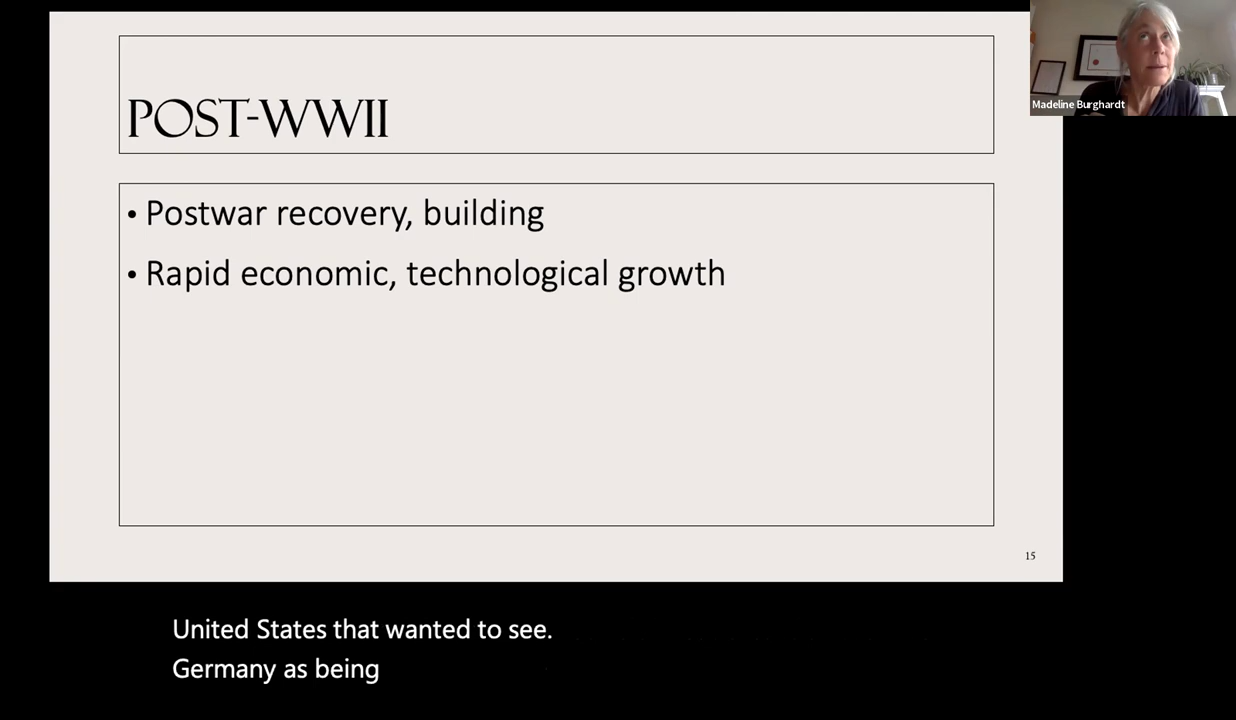 POST-WWII
• Postwar recovery, building
• Rapid economic, technological growth
15
Madeline Burghardt
United States that wanted to see.
Germany as being